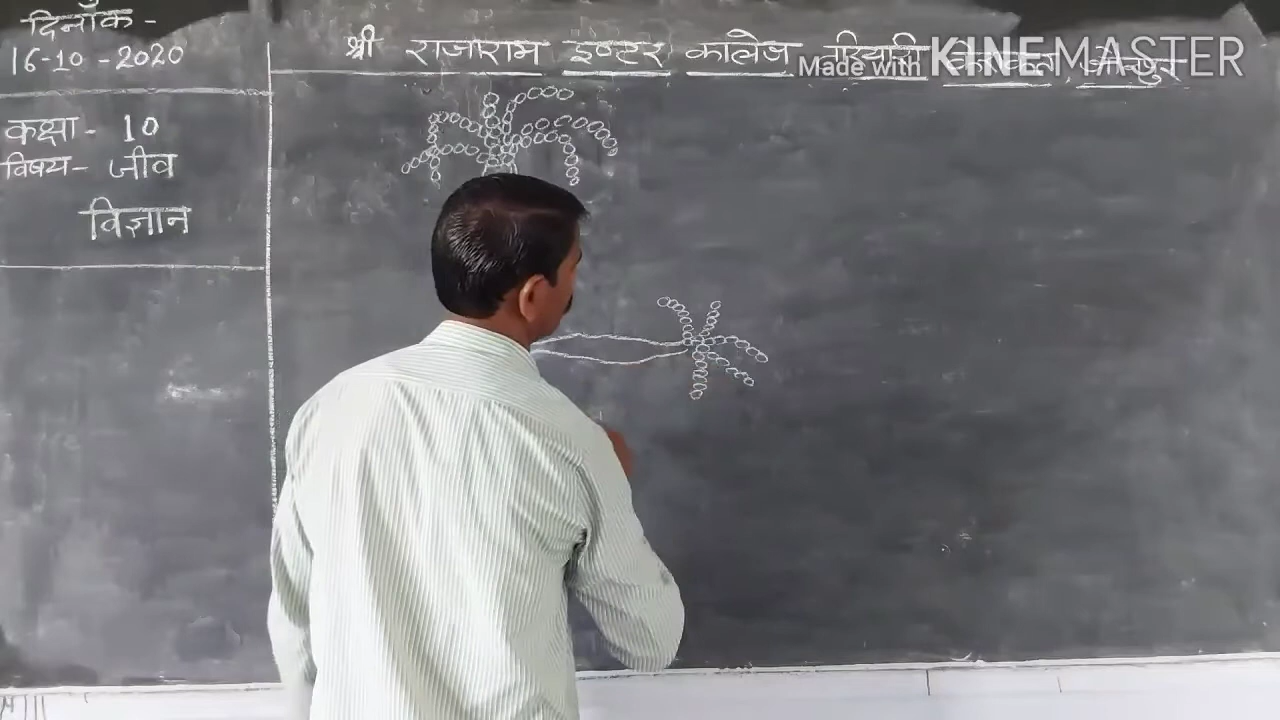 दिनाँक -
16-10-2020
श्री राजाराम इण्टर कालेज
Made with KINEMASTER
कक्षा - 10
विषय - जीव
विज्ञान